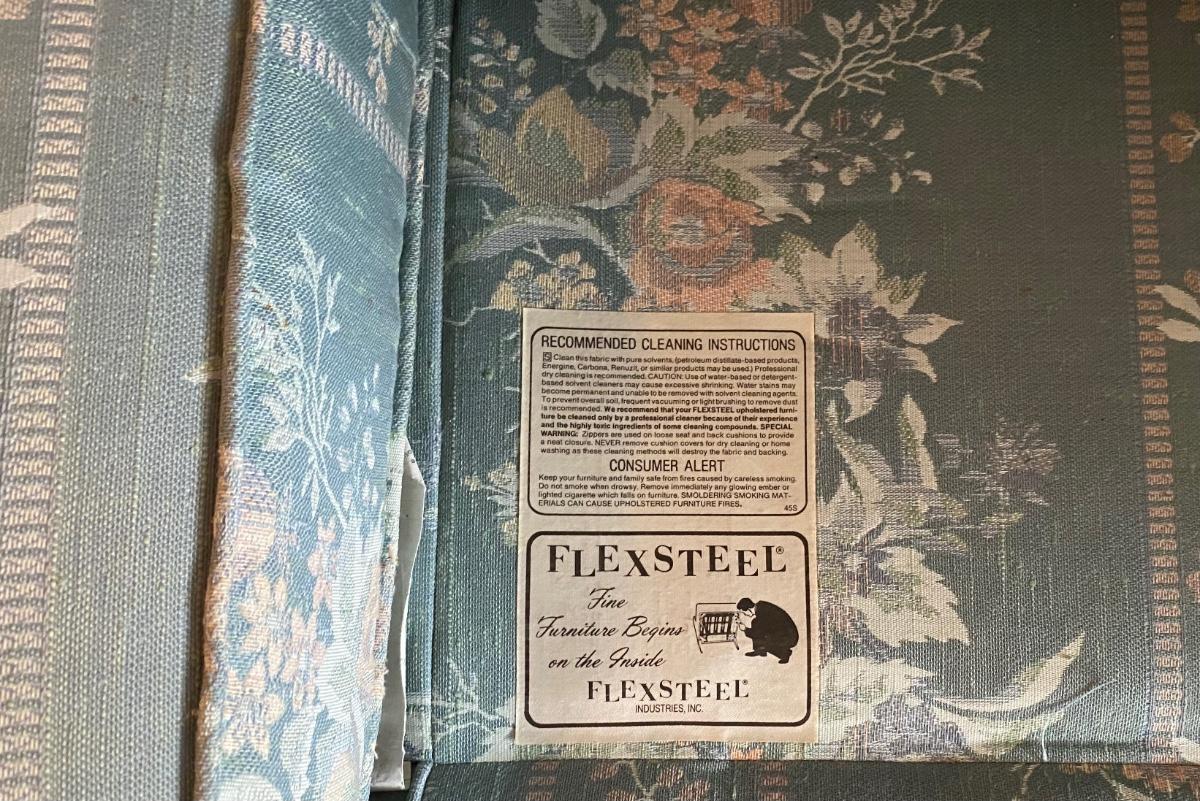 RECOMMENDED CLEANING INSTRUCTIONS
S Clean this fabric with pure solvents, (petroleum distillate-based products,
Energine, Carbona, Renuzit, or similar products may be used.) Professional
dry cleaning is recommended. CAUTION: Use of water-based or detergent-
based solvent cleaners may cause excessive shrinking. Water stains may
become permanent and unable to be removed with solvent cleaning agents.
To prevent overall soil, frequent vacuuming or light brushing to remove dust
is recommended. We recommend that your FLEXSTEEL upholstered furni-
ture be cleaned only by a professional cleaner because of their experience
and the highly toxic ingredients of some cleaning compounds. SPECIAL
WARNING: Zippers are used on loose seat and back cushions to provide
a neat closure. NEVER remove cushion covers for dry cleaning or home
washing as these cleaning methods will destroy the fabric and backing.
CONSUMER ALERT
Keep your furniture and family safe from fires caused by careless smoking.
Do not smoke when drowsy. Remove immediately any glowing ember or
lighted cigarette which falls on furniture. SMOLDERING SMOKING MAT-
ERIALS CAN CAUSE UPHOLSTERED FURNITURE FIRES.
45S
FLEXSTEEL®
Fine
Furniture Begins
on the Inside
FLEXSTEEL®
INDUSTRIES, INC.